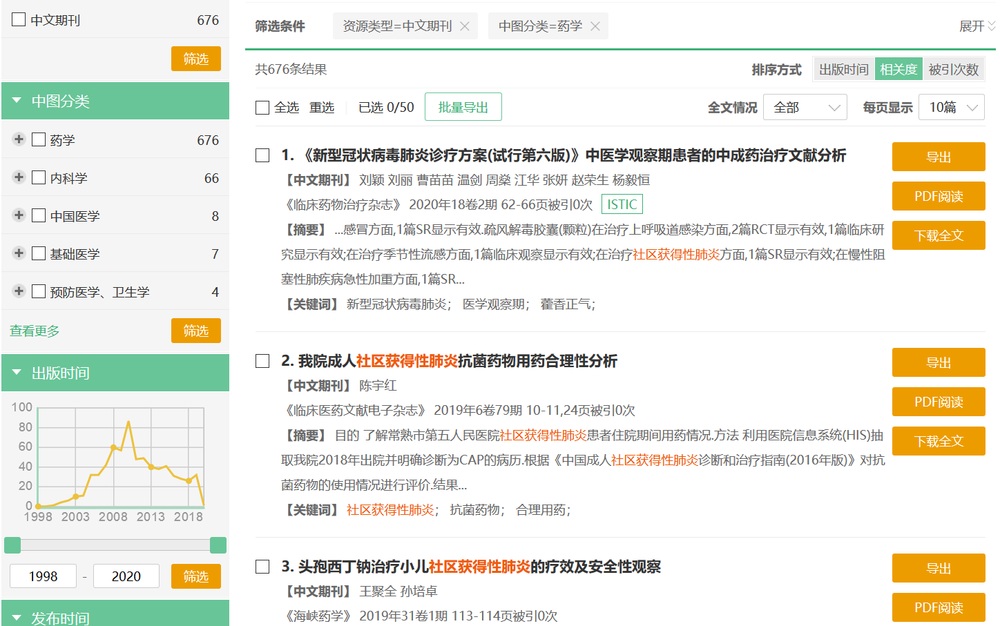 中文期刊 676
筛选
中图分类
药学 676
内科学 66
中国医学 8
基础医学 7
预防医学、卫生学 4
查看更多 筛选
出版时间
100
80
60
40
20
0
1998 2003 2008 2013 2018
1998 - 2020 筛选
发布时间
筛选条件 资源类型=中文期刊 中图分类=药学 展开
共676条结果 排序方式 出版时间 相关度 被引次数
全选 重选 已选 0/50 批量导出 全文情况 全部 每页显示 10篇
1. 《新型冠状病毒肺炎诊疗方案(试行第六版)》中医学观察期患者的中成药治疗文献分析
【中文期刊】 刘颖 刘丽 曹苗苗 温剑 周燊 江华 张妍 赵荣生 杨毅恒
《临床药物治疗杂志》 2020年18卷2期 62-66页被引0次 ISTIC
【摘要】 ...感冒方面,1篇SR显示有效.疏风解毒胶囊(颗粒)在治疗上呼吸道感染方面,2篇RCT显示有效,1篇临床研
究显示有效;在治疗季节性流感方面,1篇临床观察显示有效;在治疗社区获得性肺炎方面,1篇SR显示有效;在慢性阻
塞性肺疾病急性加重方面,1篇SR...
【关键词】 新型冠状病毒肺炎; 医学观察期; 藿香正气;
导出
PDF阅读
下载全文
2. 我院成人社区获得性肺炎抗菌药物用药合理性分析
【中文期刊】 陈宇红
《临床医药文献电子杂志》 2019年6卷79期 10-11,24页被引0次
【摘要】 目的 了解常熟市第五人民医院社区获得性肺炎患者住院期间用药情况.方法 利用医院信息系统(HIS)抽
取我院2018年出院并明确诊断为CAP的病历.根据《中国成人社区获得性肺炎诊断和治疗指南(2016年版)》对抗
菌药物的使用情况进行评价.结果...
【关键词】 社区获得性肺炎; 抗菌药物; 合理用药;
导出
PDF阅读
下载全文
3. 头孢西丁钠治疗小儿社区获得性肺炎的疗效及安全性观察
【中文期刊】 王聚全 孙培卓
《海峡药学》 2019年31卷1期 113-114页被引0次
导出
PDF阅读